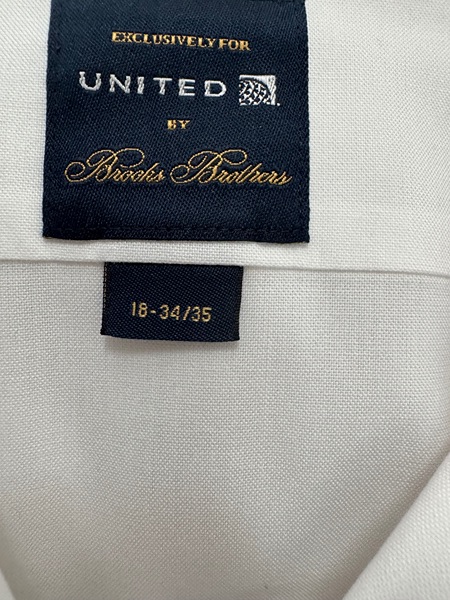 EXCLUSIVELY FOR
UNITED
BY
Brooks Brothers
18-34/35